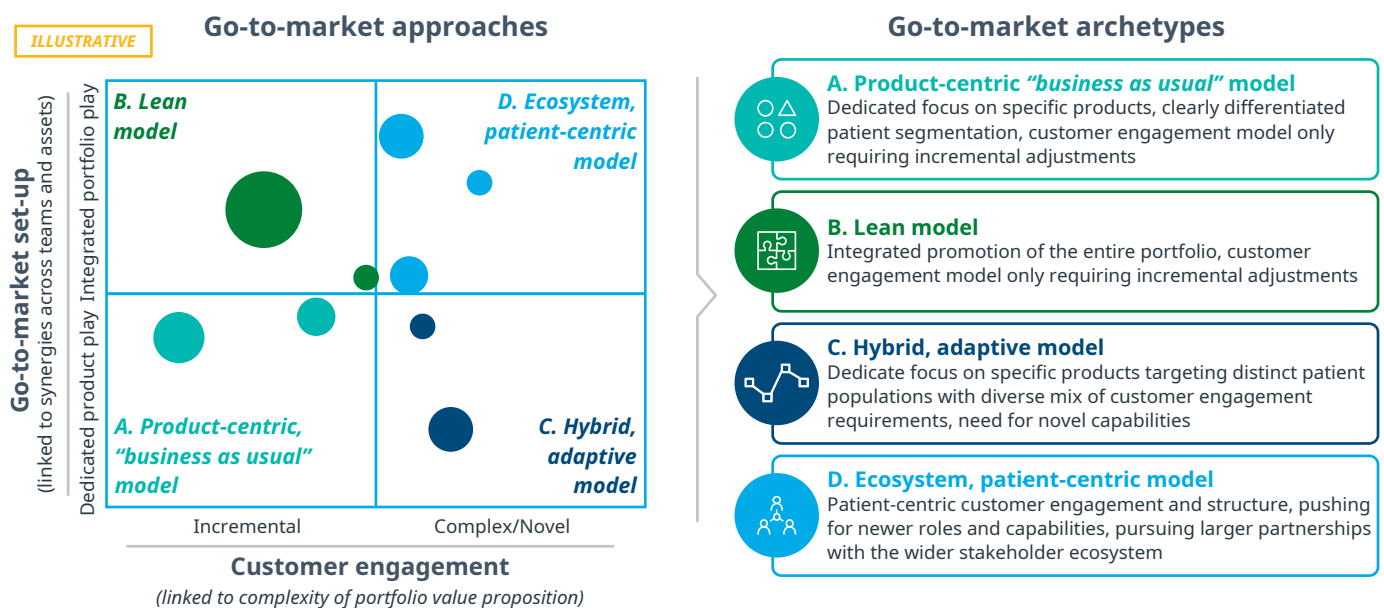 ILLUSTRATIVE
Go-to-market approaches
Go-to-market set-up
(linked to synergies across teams and assets)
Integrated portfolio play
Dedicated product play
B. Lean
model
D. Ecosystem,
patient-centric
model
A. Product-centric,
“business as usual”
model
C. Hybrid,
adaptive
model
Incremental
Complex/Novel
Customer engagement
(linked to complexity of portfolio value proposition)
Go-to-market archetypes
A. Product-centric “business as usual” model
Dedicated focus on specific products, clearly differentiated
patient segmentation, customer engagement model only
requiring incremental adjustments
B. Lean model
Integrated promotion of the entire portfolio, customer
engagement model only requiring incremental adjustments
C. Hybrid, adaptive model
Dedicate focus on specific products targeting distinct patient
populations with diverse mix of customer engagement
requirements, need for novel capabilities
D. Ecosystem, patient-centric model
Patient-centric customer engagement and structure, pushing
for newer roles and capabilities, pursuing larger partnerships
with the wider stakeholder ecosystem